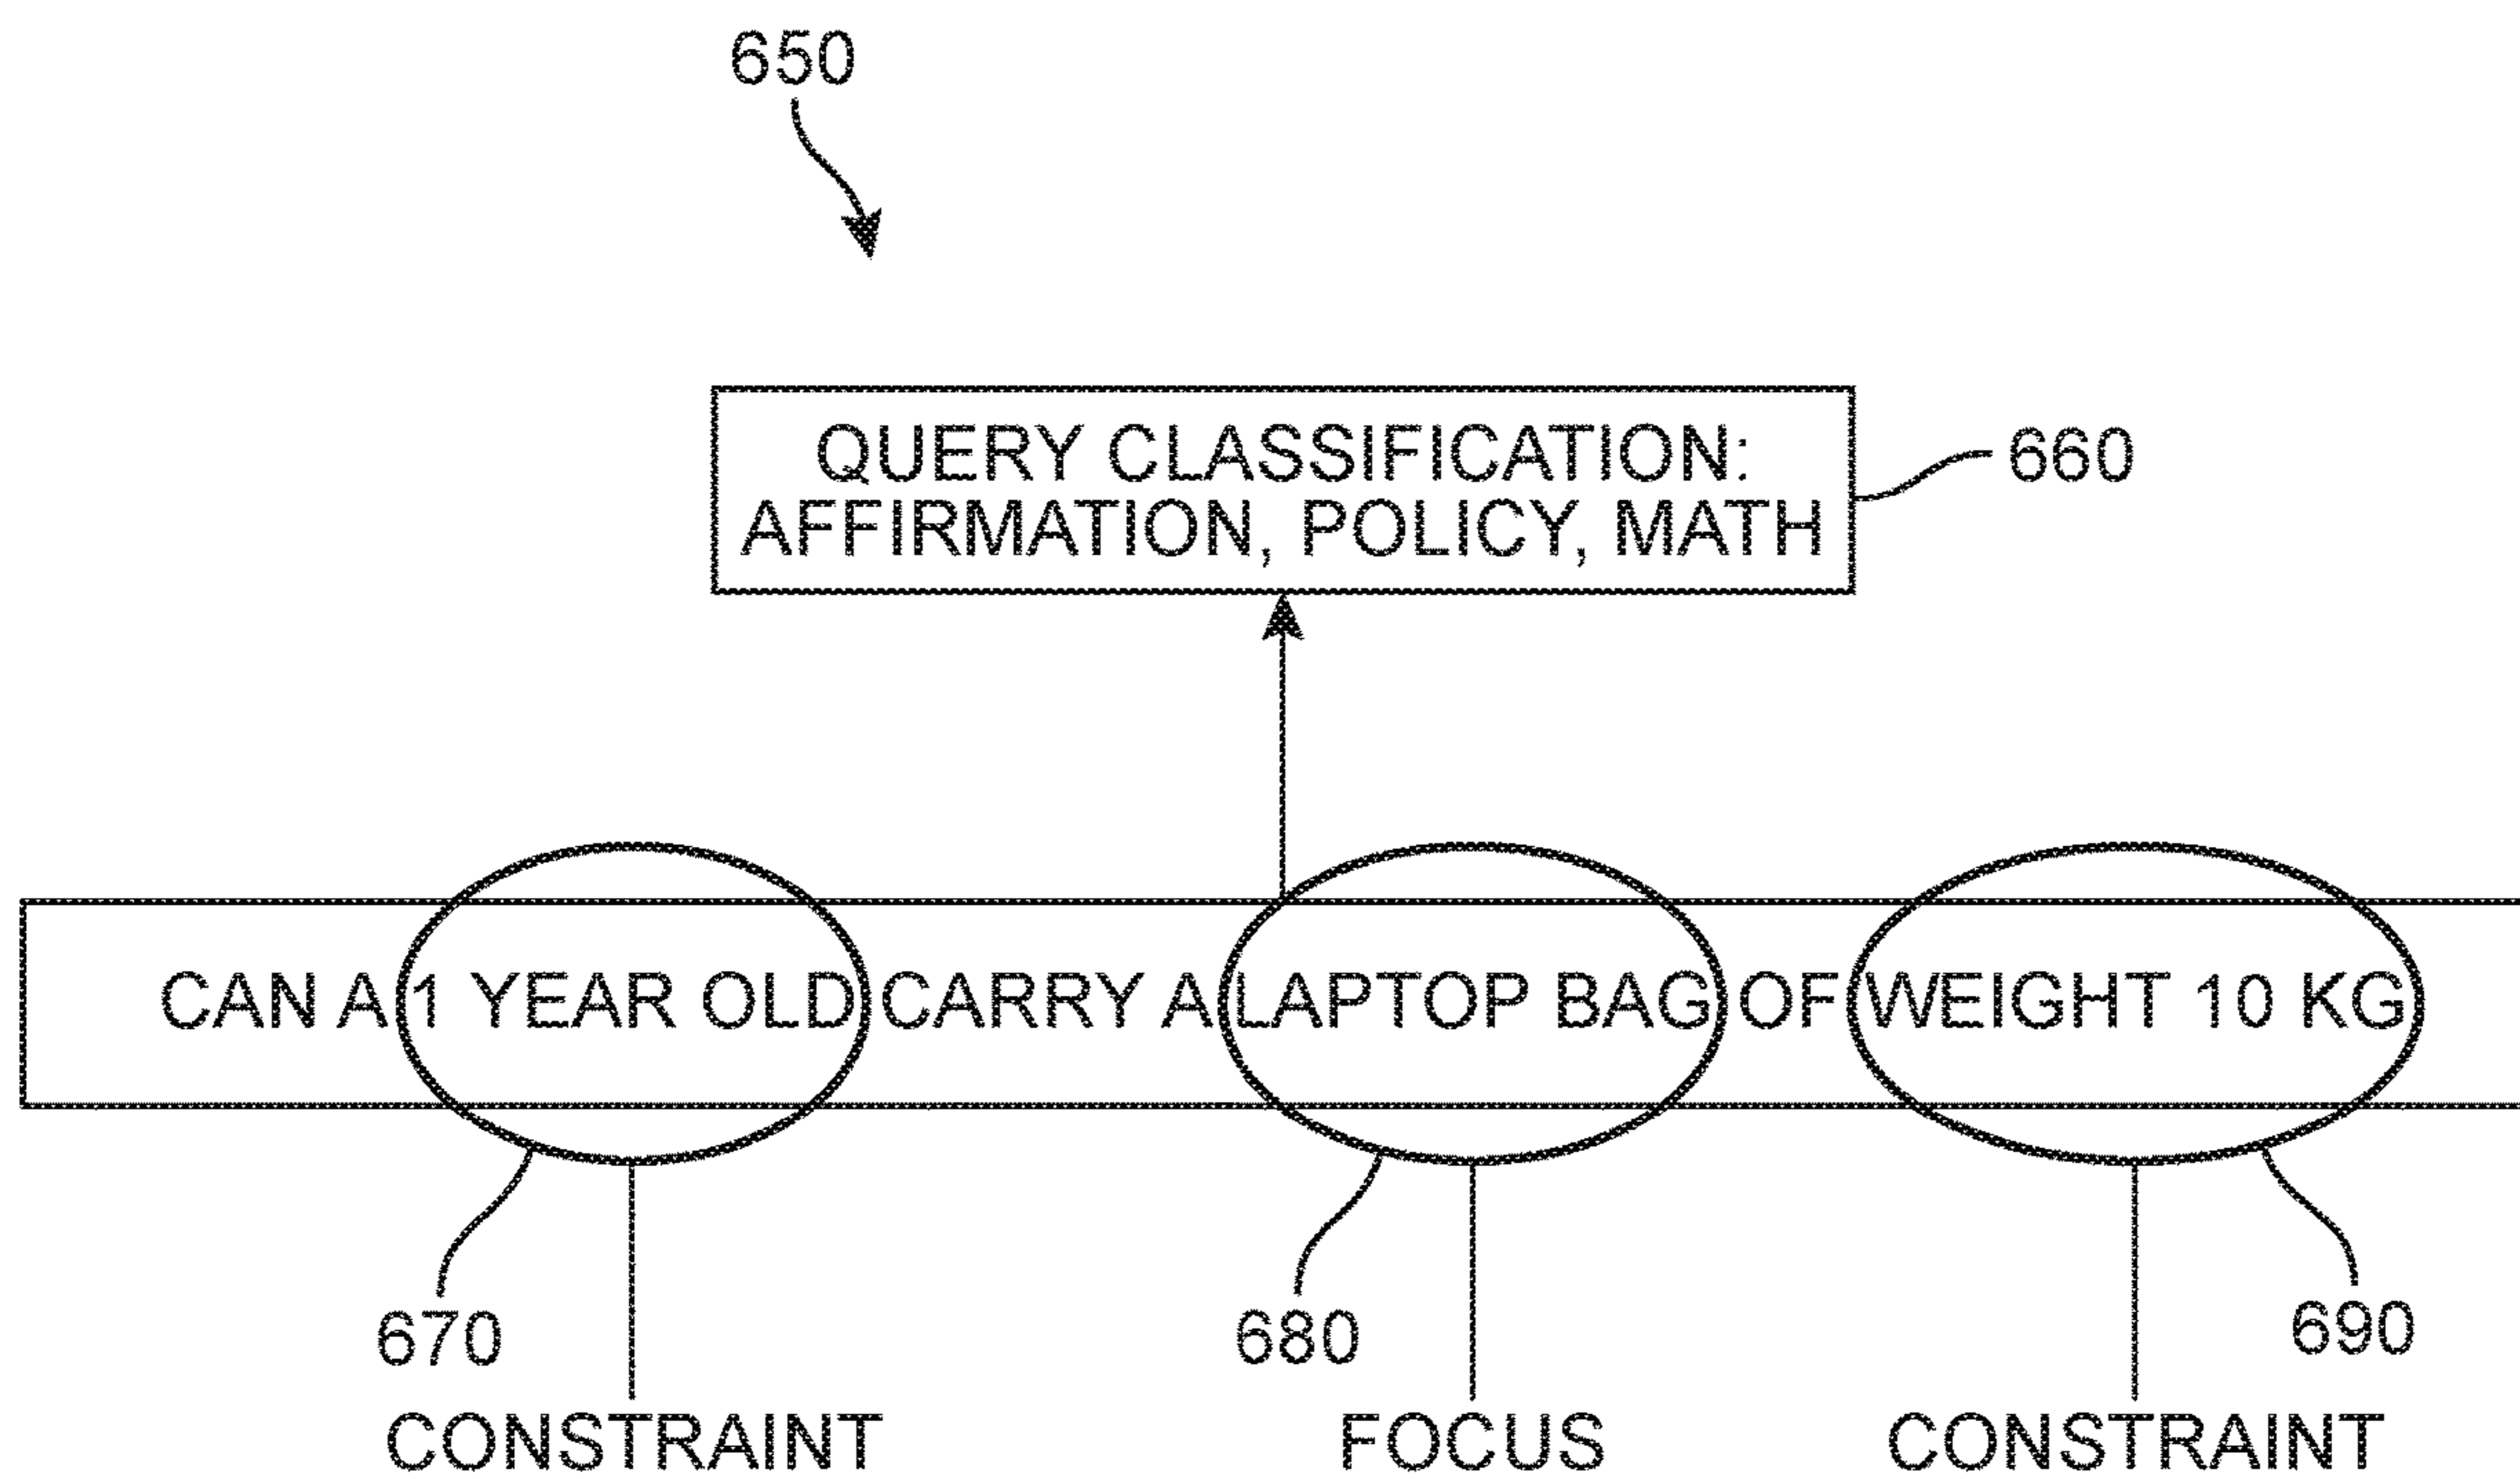 650
QUERY CLASSIFICATION:
AFFIRMATION, POLICY, MATH
660
CAN A 1 YEAR OLD CARRY A LAPTOP BAG OF WEIGHT 10 KG
670
680
690
CONSTRAINT
FOCUS
CONSTRAINT